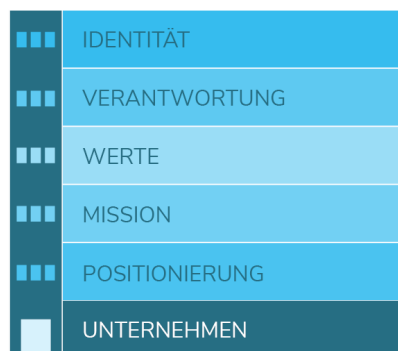 IDENTITÄT
VERANTWORTUNG
WERTE
MISSION
POSITIONIERUNG
UNTERNEHMEN